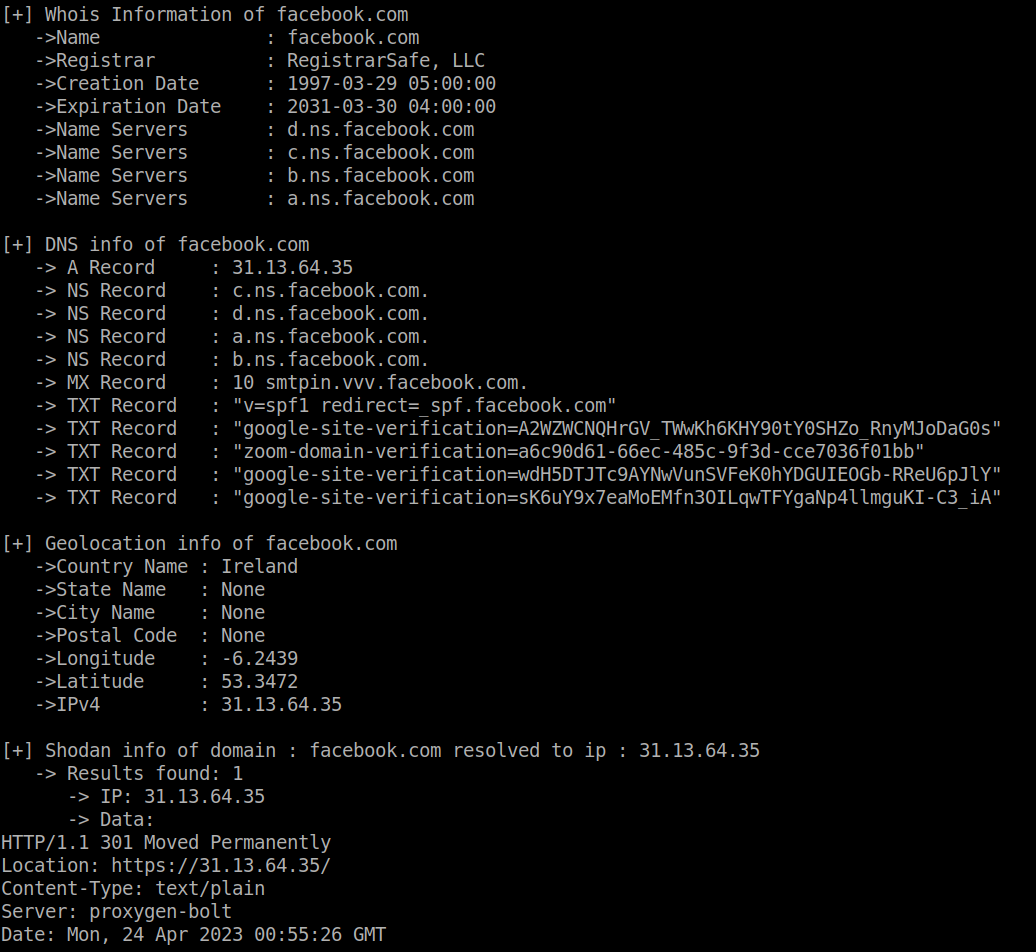 [+] Whois Information of facebook.com
->Name : facebook.com
->Registrar : RegistrarSafe, LLC
->Creation Date : 1997-03-29 05:00:00
->Expiration Date : 2031-03-30 04:00:00
->Name Servers : d.ns.facebook.com
->Name Servers : c.ns.facebook.com
->Name Servers : b.ns.facebook.com
->Name Servers : a.ns.facebook.com
[+] DNS info of facebook.com
-> A Record : 31.13.64.35
-> NS Record : c.ns.facebook.com.
-> NS Record : d.ns.facebook.com.
-> NS Record : a.ns.facebook.com.
-> NS Record : b.ns.facebook.com.
-> MX Record : 10 smtpin.vvv.facebook.com.
-> TXT Record : "v=spf1 redirect=_spf.facebook.com"
-> TXT Record : "google-site-verification=A2WZWCNQHrGV_TWwKh6KHY90tY0SHZo_RnyMJoDaG0s"
-> TXT Record : "zoom-domain-verification=a6c90d61-66ec-485c-9f3d-cce7036f01bb"
-> TXT Record : "google-site-verification=wdH5DTJTc9AYNwVunSVFeK0hYDGUIEOGb-RReU6pJlY"
-> TXT Record : "google-site-verification=sK6uY9x7eaMoEMfn3OILqwTFYgaNp4llmguKI-C3_iA"
[+] Geolocation info of facebook.com
->Country Name : Ireland
->State Name : None
->City Name : None
->Postal Code : None
->Longitude : -6.2439
->Latitude : 53.3472
->IPv4 : 31.13.64.35
[+] Shodan info of domain : facebook.com resolved to ip : 31.13.64.35
-> Results found: 1
-> IP: 31.13.64.35
-> Data:
HTTP/1.1 301 Moved Permanently
Location: https://31.13.64.35/
Content-Type: text/plain
Server: proxygen-bolt
Date: Mon, 24 Apr 2023 00:55:26 GMT